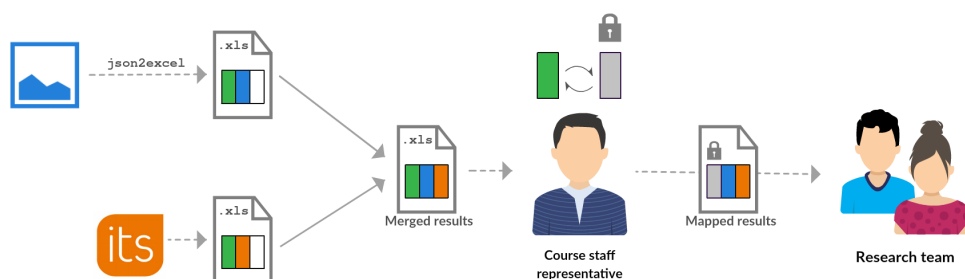 json2excel
.xls
.xls
Merged results
.xls
its
Course staff
representative
Mapped results
.xls
Research team